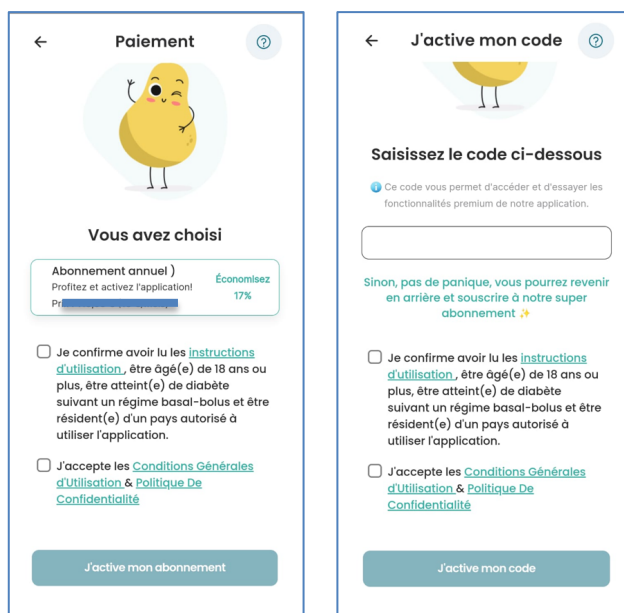 Paiement
Vous avez choisi
Abonnement annuel )
Profitez et activez l'application!
Économisez
17%
Je confirme avoir lu les instructions
d'utilisation , être âgé(e) de 18 ans ou
plus, être atteint(e) de diabète
suivant un régime basal-bolus et être
résident(e) d'un pays autorisé à
utiliser l'application.
J'accepte les Conditions Générales
d'Utilisation & Politique De
Confidentialité
J'active mon abonnement
J'active mon code
Saisissez le code ci-dessous
Ce code vous permet d'accéder et d'essayer les
fonctionnalités premium de notre application.
Sinon, pas de panique, vous pourrez revenir
en arrière et souscrire à notre super
abonnement ✨
Je confirme avoir lu les instructions
d'utilisation , être âgé(e) de 18 ans ou
plus, être atteint(e) de diabète
suivant un régime basal-bolus et être
résident(e) d'un pays autorisé à
utiliser l'application.
J'accepte les Conditions Générales
d'Utilisation & Politique De
Confidentialité
J'active mon code